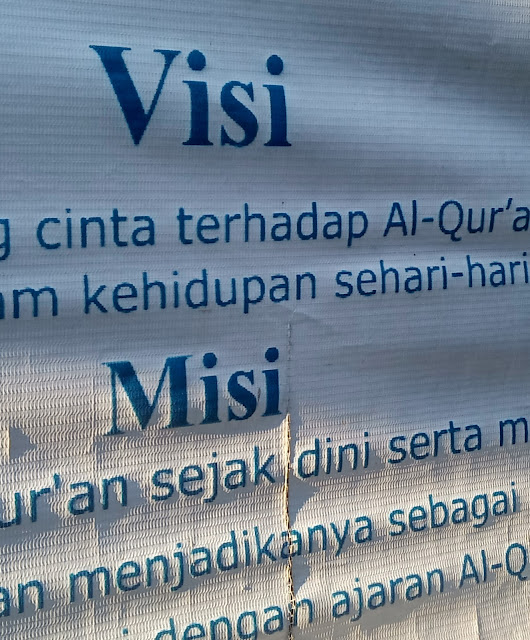 Visi
cinta terhadap Al-Qur'a
kehidupan sehari-hari
Misi
ur'an sejak dini serta m
an menjadikanya sebagai
dengan ajaran Al-Q